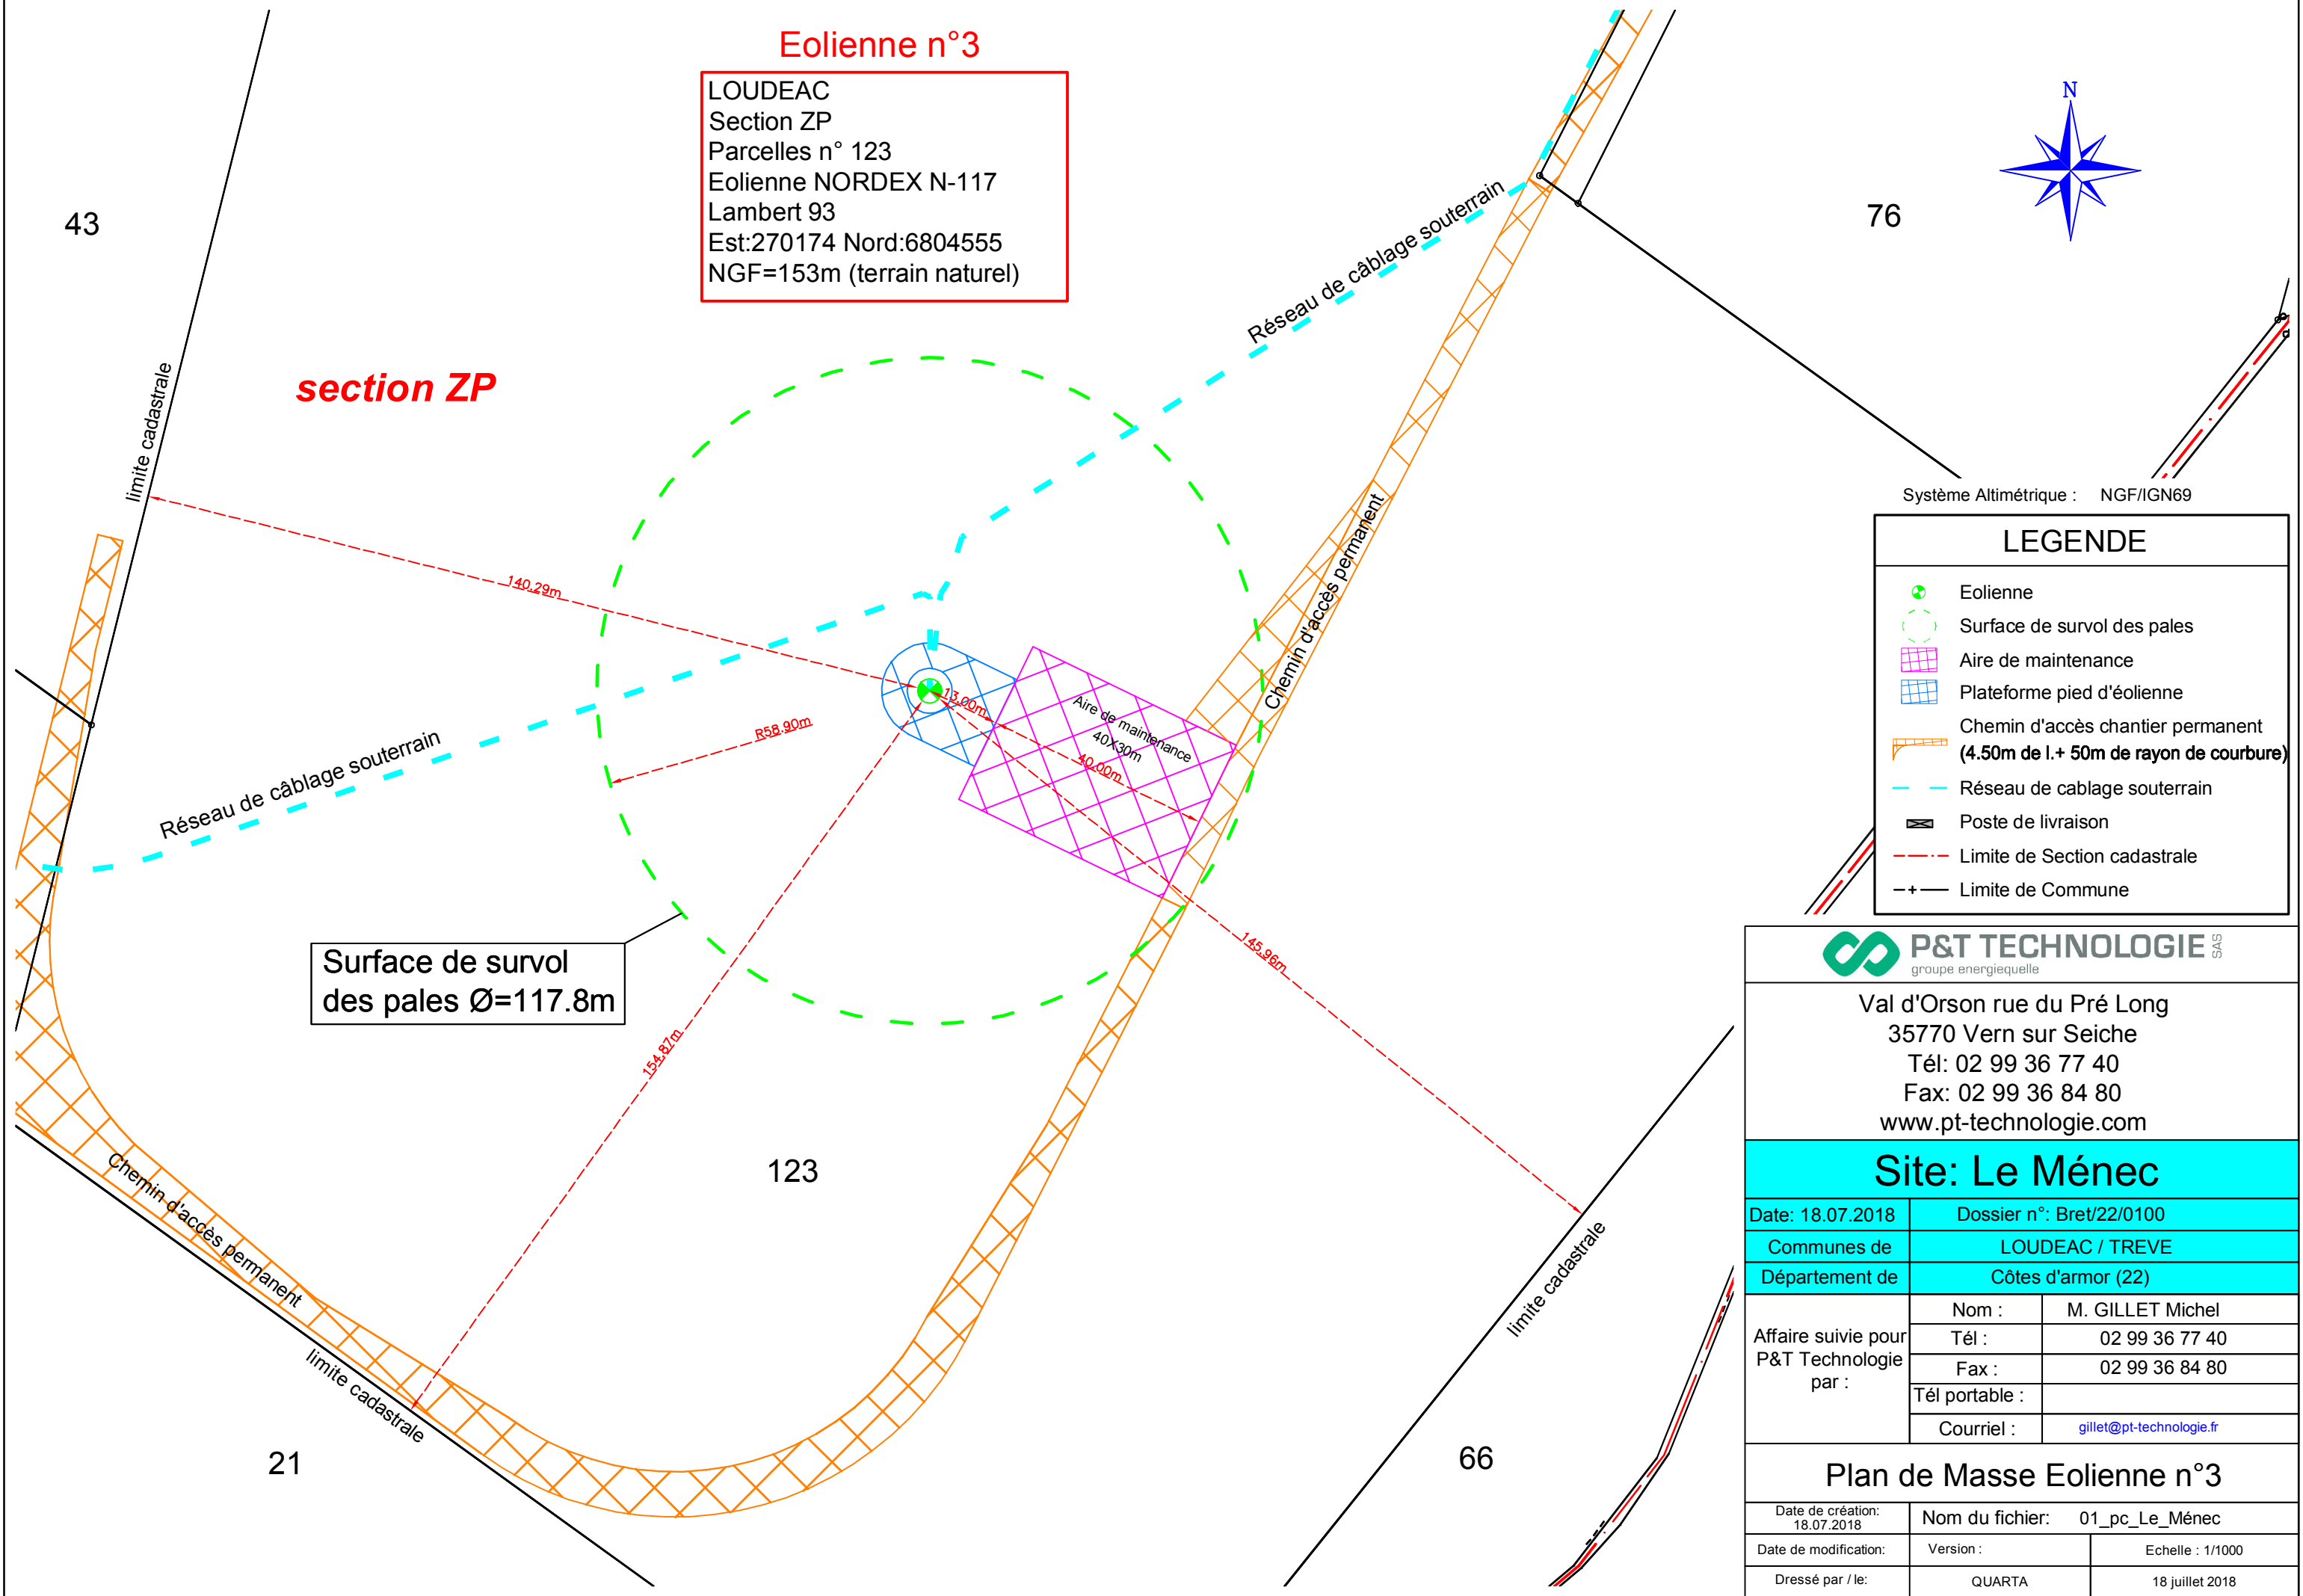 Eolienne n°3
LOUDEAC
Section ZP
Parcelles n° 123
Eolienne NORDEX N-117
Lambert 93
Est:270174 Nord:6804555
NGF=153m (terrain naturel)
N
43
76
section ZP
limite cadastrale
Réseau de câblage souterrain
140.29m
Chemin d'accès permanent
13.00m
R58.90m
Aire de maintenance
40X30m
40.00m
Réseau de câblage souterrain
Surface de survol
des pales Ø=117.8m
145.96m
154.87m
123
Chemin d'accès permanent
limite cadastrale
limite cadastrale
21
66
Système Altimétrique : NGF/IGN69
LEGENDE
Eolienne
Surface de survol des pales
Aire de maintenance
Plateforme pied d'éolienne
Chemin d'accès chantier permanent
(4.50m de l.+ 50m de rayon de courbure)
Réseau de cablage souterrain
Poste de livraison
Limite de Section cadastrale
Limite de Commune
P&T TECHNOLOGIE SAS
groupe energiequelle
Val d'Orson rue du Pré Long
35770 Vern sur Seiche
Tél: 02 99 36 77 40
Fax: 02 99 36 84 80
www.pt-technologie.com
Site: Le Ménec
Date: 18.07.2018 Dossier n°: Bret/22/0100
Communes de LOUDEAC / TREVE
Département de Côtes d'armor (22)
Affaire suivie pour
P&T Technologie
par :
Nom : M. GILLET Michel
Tél : 02 99 36 77 40
Fax : 02 99 36 84 80
Tél portable :
Courriel : gillet@pt-technologie.fr
Plan de Masse Eolienne n°3
Date de création:
18.07.2018
Nom du fichier: 01_pc_Le_Ménec
Date de modification: Version : Echelle : 1/1000
Dressé par / le: QUARTA 18 juillet 2018